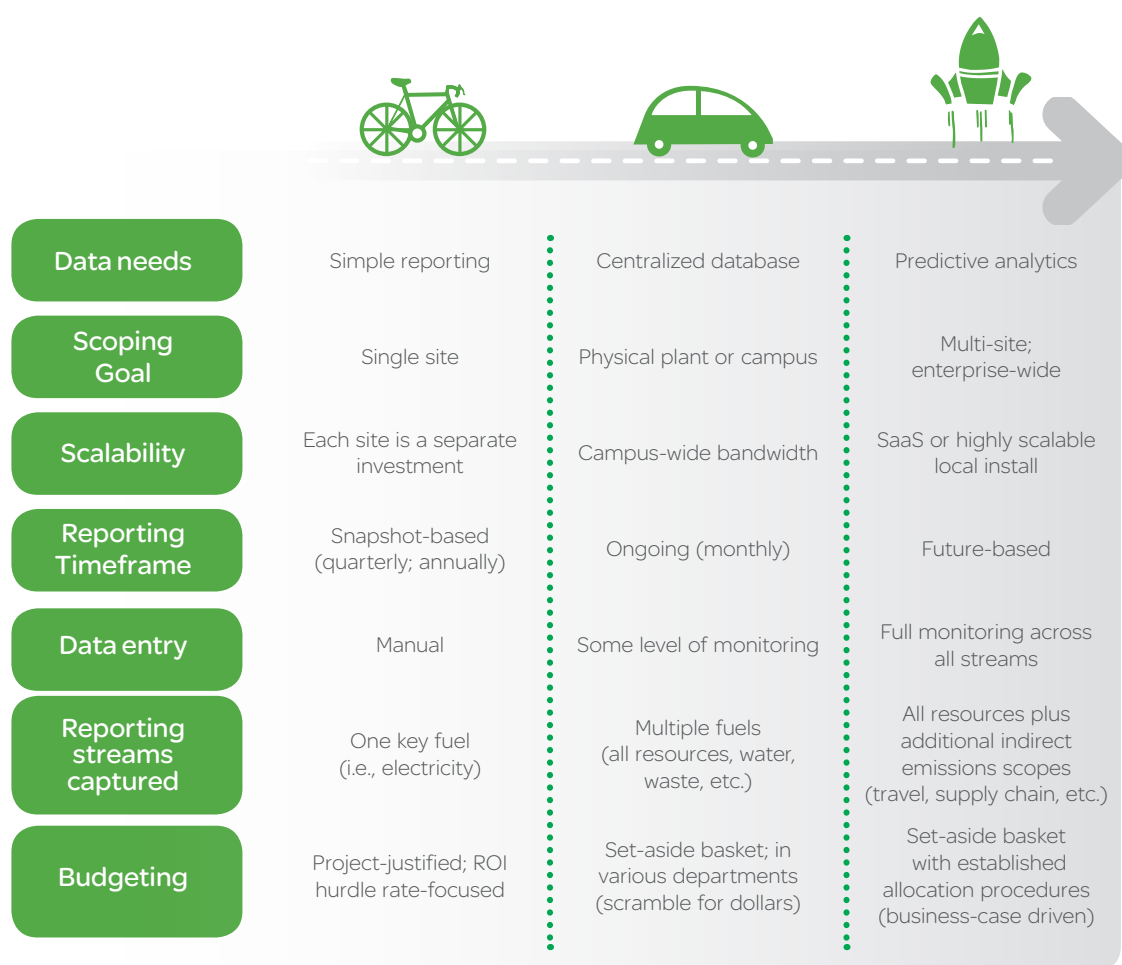 Data needs
Simple reporting
Centralized database
Predictive analytics
Scoping
Goal
Single site
Physical plant or campus
Multi-site;
enterprise-wide
Scalability
Each site is a separate
investment
Campus-wide bandwidth
SaaS or highly scalable
local install
Reporting
Timeframe
Snapshot-based
(quarterly; annually)
Ongoing (monthly)
Future-based
Data entry
Manual
Some level of monitoring
Full monitoring across
all streams
Reporting
streams
captured
One key fuel
(i.e., electricity)
Multiple fuels
(all resources, water,
waste, etc.)
All resources plus
additional indirect
emissions scopes
(travel, supply chain, etc.)
Budgeting
Project-justified; ROI
hurdle rate-focused
Set-aside basket; in
various departments
(scramble for dollars)
Set-aside basket
with established
allocation procedures
(business-case driven)